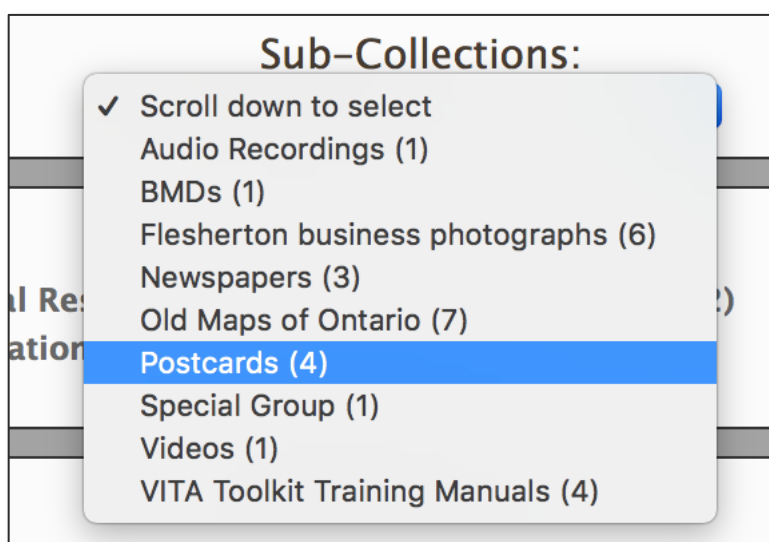 Sub-Collections:
✓ Scroll down to select
Audio Recordings (1)
BMDs (1)
Flesherton business photographs (6)
Newspapers (3)
Old Maps of Ontario (7)
Postcards (4)
Special Group (1)
Videos (1)
VITA Toolkit Training Manuals (4)